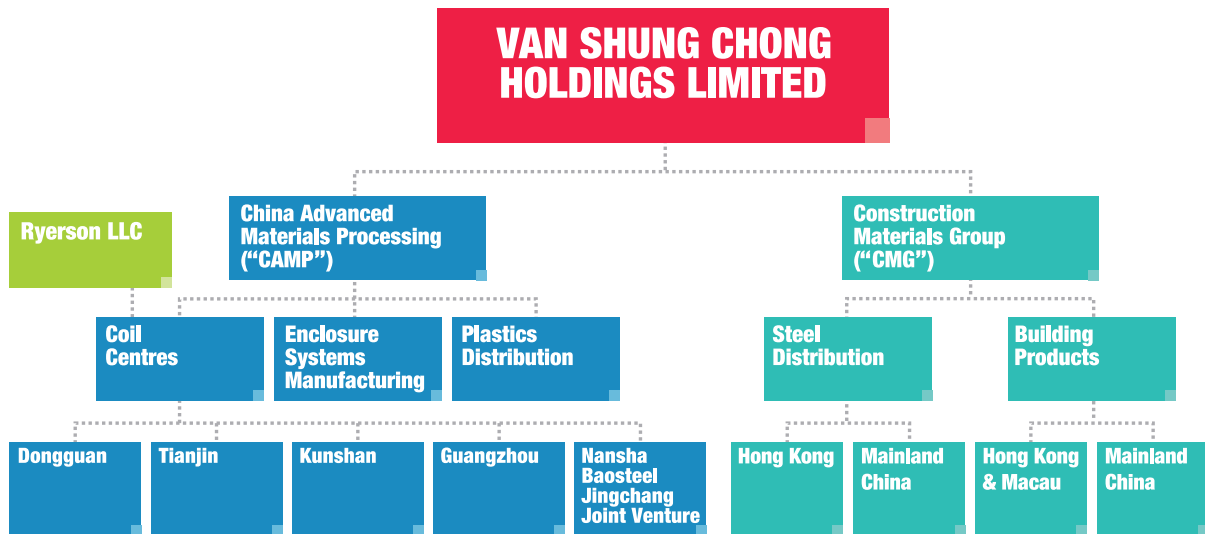 VAN SHUNG CHONG
HOLDINGS LIMITED
Ryerson LLC
China Advanced
Materials Processing
(“CAMP”)
Construction
Materials Group
(“CMG”)
Coil
Centres
Enclosure
Systems
Manufacturing
Plastics
Distribution
Steel
Distribution
Building
Products
Dongguan
Tianjin
Kunshan
Guangzhou
Nansha
Baosteel
Jingchang
Joint Venture
Hong Kong
Mainland
China
Hong Kong
& Macau
Mainland
China